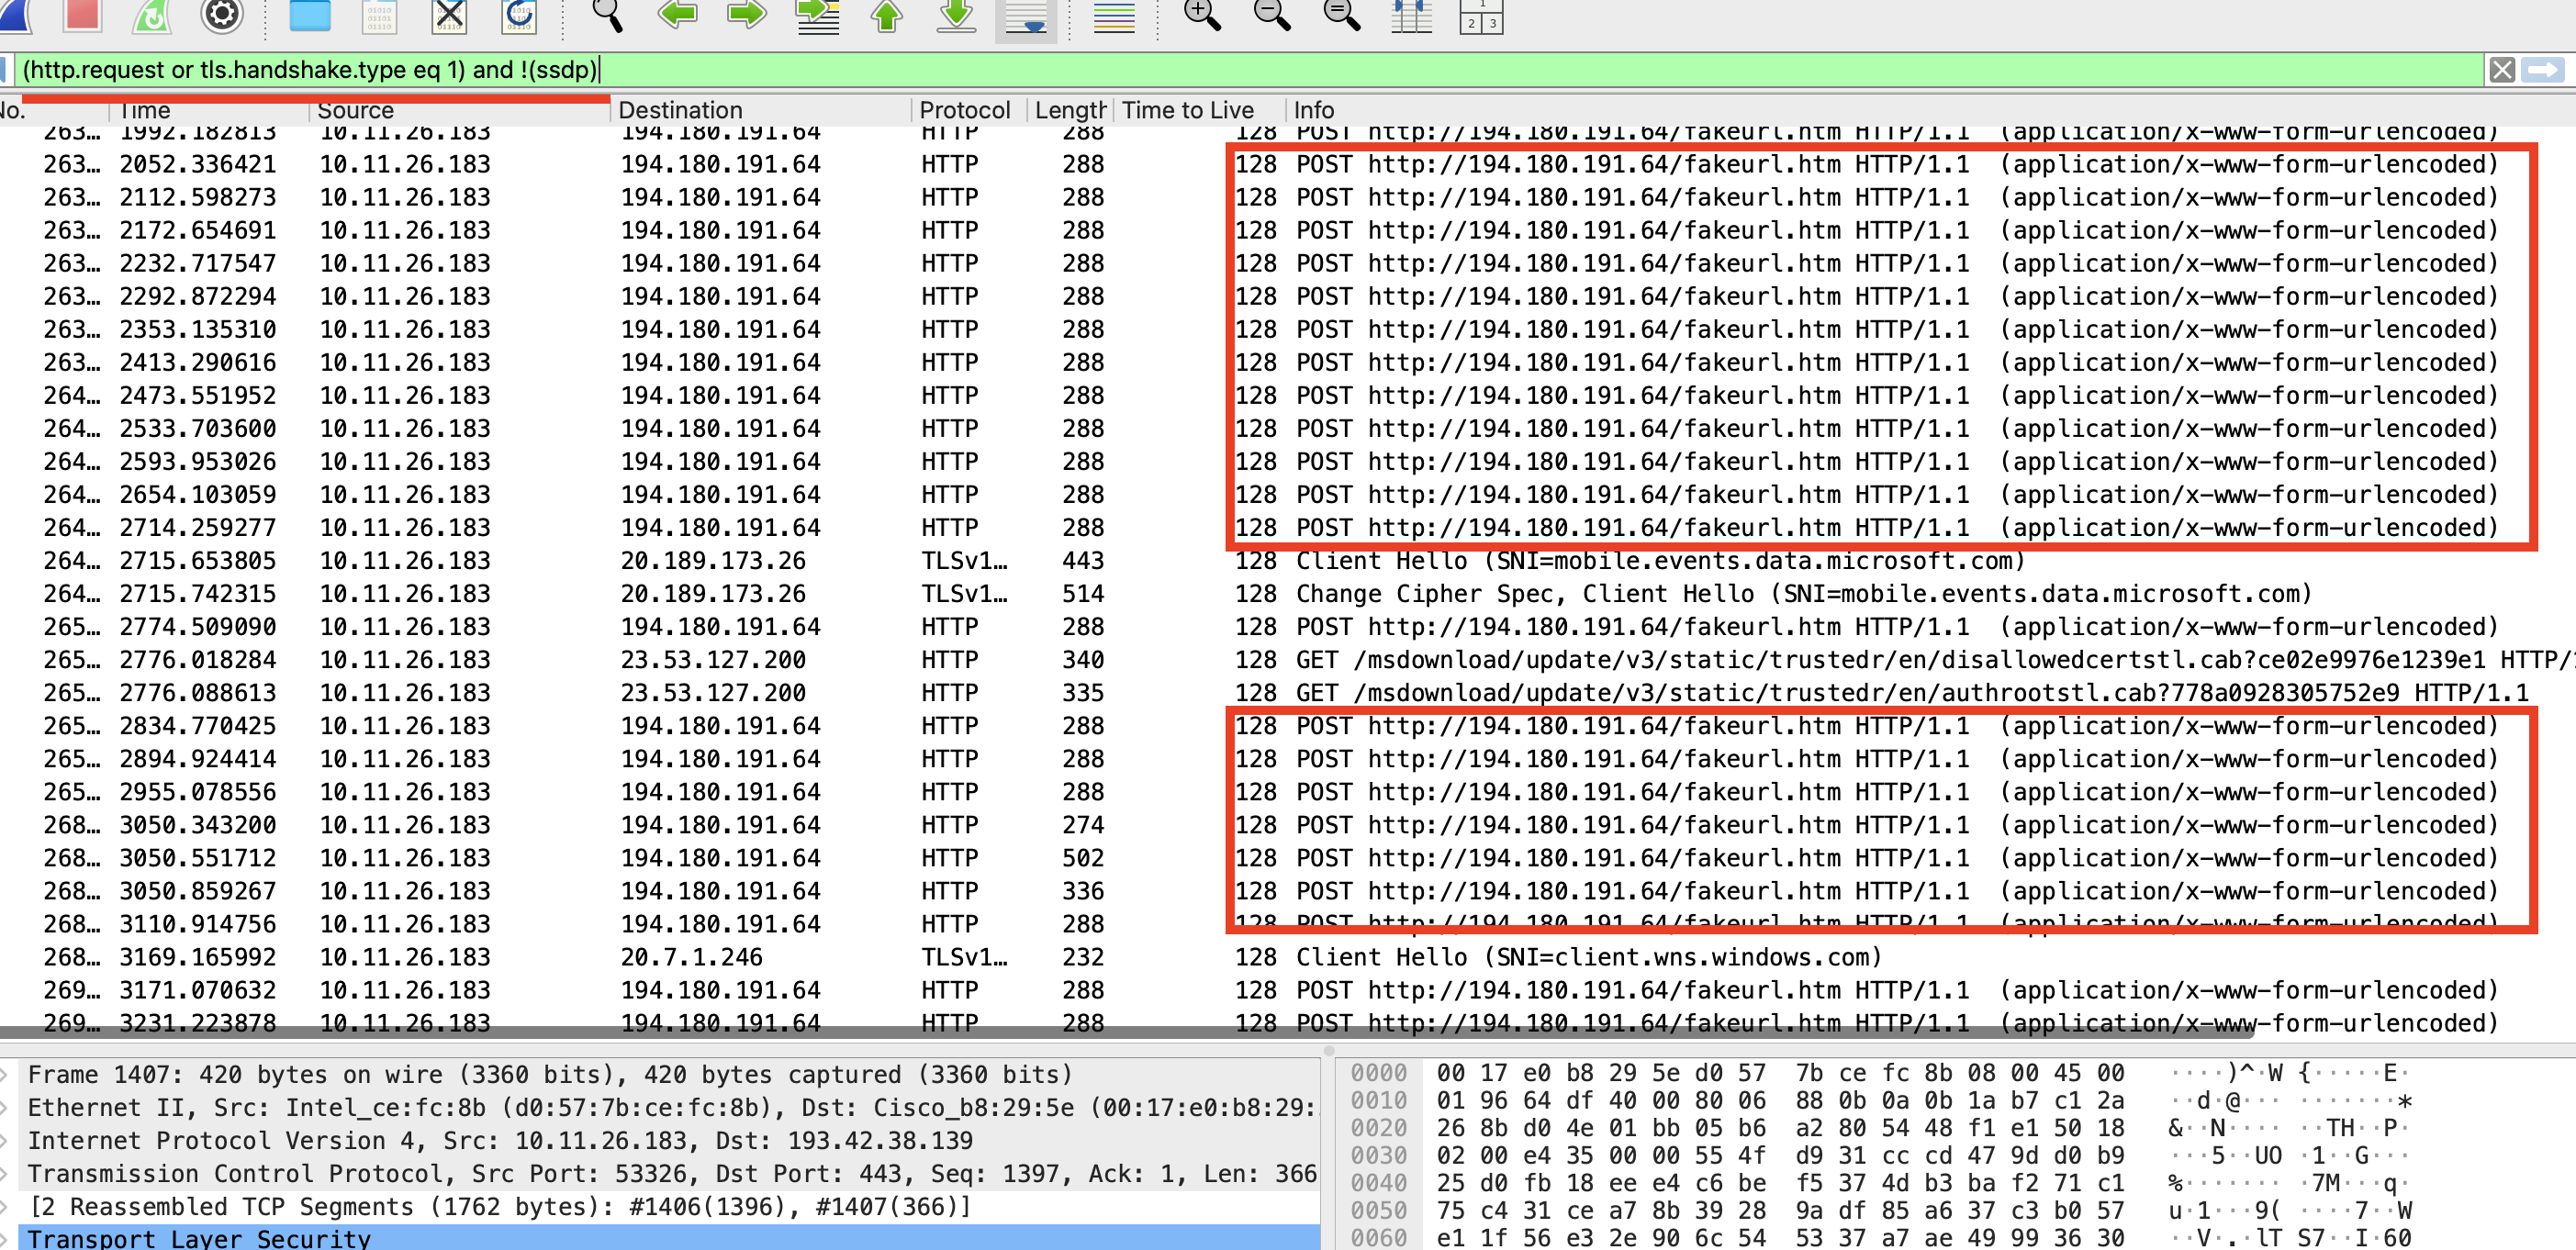 (http.request or tls.handshake.type eq 1) and !(ssdp)
No. Time Source Destination Protocol Length Time to Live Info
263… 1992.182813 10.11.26.183 194.180.191.64 HTTP 288 128 POST http://194.180.191.64/fakeurl.htm HTTP/1.1 (application/x-www-form-urlencoded)
263… 2052.336421 10.11.26.183 194.180.191.64 HTTP 288 128 POST http://194.180.191.64/fakeurl.htm HTTP/1.1 (application/x-www-form-urlencoded)
263… 2112.598273 10.11.26.183 194.180.191.64 HTTP 288 128 POST http://194.180.191.64/fakeurl.htm HTTP/1.1 (application/x-www-form-urlencoded)
263… 2172.654691 10.11.26.183 194.180.191.64 HTTP 288 128 POST http://194.180.191.64/fakeurl.htm HTTP/1.1 (application/x-www-form-urlencoded)
263… 2232.717547 10.11.26.183 194.180.191.64 HTTP 288 128 POST http://194.180.191.64/fakeurl.htm HTTP/1.1 (application/x-www-form-urlencoded)
263… 2292.872294 10.11.26.183 194.180.191.64 HTTP 288 128 POST http://194.180.191.64/fakeurl.htm HTTP/1.1 (application/x-www-form-urlencoded)
263… 2353.135310 10.11.26.183 194.180.191.64 HTTP 288 128 POST http://194.180.191.64/fakeurl.htm HTTP/1.1 (application/x-www-form-urlencoded)
263… 2413.290616 10.11.26.183 194.180.191.64 HTTP 288 128 POST http://194.180.191.64/fakeurl.htm HTTP/1.1 (application/x-www-form-urlencoded)
264… 2473.551952 10.11.26.183 194.180.191.64 HTTP 288 128 POST http://194.180.191.64/fakeurl.htm HTTP/1.1 (application/x-www-form-urlencoded)
264… 2533.703600 10.11.26.183 194.180.191.64 HTTP 288 128 POST http://194.180.191.64/fakeurl.htm HTTP/1.1 (application/x-www-form-urlencoded)
264… 2593.953026 10.11.26.183 194.180.191.64 HTTP 288 128 POST http://194.180.191.64/fakeurl.htm HTTP/1.1 (application/x-www-form-urlencoded)
264… 2654.103059 10.11.26.183 194.180.191.64 HTTP 288 128 POST http://194.180.191.64/fakeurl.htm HTTP/1.1 (application/x-www-form-urlencoded)
264… 2714.259277 10.11.26.183 194.180.191.64 HTTP 288 128 POST http://194.180.191.64/fakeurl.htm HTTP/1.1 (application/x-www-form-urlencoded)
264… 2715.653805 10.11.26.183 20.189.173.26 TLSv1… 443 128 Client Hello (SNI=mobile.events.data.microsoft.com)
264… 2715.742315 10.11.26.183 20.189.173.26 TLSv1… 514 128 Change Cipher Spec, Client Hello (SNI=mobile.events.data.microsoft.com)
265… 2774.509090 10.11.26.183 194.180.191.64 HTTP 288 128 POST http://194.180.191.64/fakeurl.htm HTTP/1.1 (application/x-www-form-urlencoded)
265… 2776.018284 10.11.26.183 23.53.127.200 HTTP 340 128 GET /msdownload/update/v3/static/trustedr/en/disallowedcertstl.cab?ce02e9976e1239e1 HTTP/
265… 2776.088613 10.11.26.183 23.53.127.200 HTTP 335 128 GET /msdownload/update/v3/static/trustedr/en/authrootstl.cab?778a0928305752e9 HTTP/1.1
265… 2834.770425 10.11.26.183 194.180.191.64 HTTP 288 128 POST http://194.180.191.64/fakeurl.htm HTTP/1.1 (application/x-www-form-urlencoded)
265… 2894.924414 10.11.26.183 194.180.191.64 HTTP 288 128 POST http://194.180.191.64/fakeurl.htm HTTP/1.1 (application/x-www-form-urlencoded)
265… 2955.078556 10.11.26.183 194.180.191.64 HTTP 288 128 POST http://194.180.191.64/fakeurl.htm HTTP/1.1 (application/x-www-form-urlencoded)
268… 3050.343200 10.11.26.183 194.180.191.64 HTTP 274 128 POST http://194.180.191.64/fakeurl.htm HTTP/1.1 (application/x-www-form-urlencoded)
268… 3050.551712 10.11.26.183 194.180.191.64 HTTP 502 128 POST http://194.180.191.64/fakeurl.htm HTTP/1.1 (application/x-www-form-urlencoded)
268… 3050.859267 10.11.26.183 194.180.191.64 HTTP 336 128 POST http://194.180.191.64/fakeurl.htm HTTP/1.1 (application/x-www-form-urlencoded)
268… 3110.914756 10.11.26.183 194.180.191.64 HTTP 288 128 POST http://194.180.191.64/fakeurl.htm HTTP/1.1 (application/x-www-form-urlencoded)
268… 3169.165992 10.11.26.183 20.7.1.246 TLSv1… 232 128 Client Hello (SNI=client.wns.windows.com)
269… 3171.070632 10.11.26.183 194.180.191.64 HTTP 288 128 POST http://194.180.191.64/fakeurl.htm HTTP/1.1 (application/x-www-form-urlencoded)
269… 3231.223878 10.11.26.183 194.180.191.64 HTTP 288 128 POST http://194.180.191.64/fakeurl.htm HTTP/1.1 (application/x-www-form-urlencoded)
Frame 1407: 420 bytes on wire (3360 bits), 420 bytes captured (3360 bits)
Ethernet II, Src: Intel_ce:fc:8b (d0:57:7b:ce:fc:8b), Dst: Cisco_b8:29:5e (00:17:e0:b8:29:
Internet Protocol Version 4, Src: 10.11.26.183, Dst: 193.42.38.139
Transmission Control Protocol, Src Port: 53326, Dst Port: 443, Seq: 1397, Ack: 1, Len: 366
[2 Reassembled TCP Segments (1762 bytes): #1406(1396), #1407(366)]
Transport Layer Security
0000 00 17 e0 b8 29 5e d0 57 7b ce fc 8b 08 00 45 00 ····)^·W {·····E·
0010 01 96 64 df 40 00 80 06 88 0b 0a 0b 1a b7 c1 2a ··d·@··· ·······*
0020 26 8b d0 4e 01 bb 05 b6 a2 80 54 48 f1 e1 50 18 &··N···· ··TH··P·
0030 02 00 e4 35 00 00 55 4f d9 31 cc cd 47 9d d0 b9 ···5··UO ·1··G···
0040 25 d0 fb 18 ee e4 c6 be f5 37 4d b3 ba f2 71 c1 %······· ·7M···q·
0050 75 c4 31 ce a7 8b 39 28 9a df 85 a6 37 c3 b0 57 u·1···9( ····7··W
0060 e1 1f 56 e3 2e 90 6c 54 53 37 a7 ae 49 99 36 30 ··V·.·lT S7··I·60